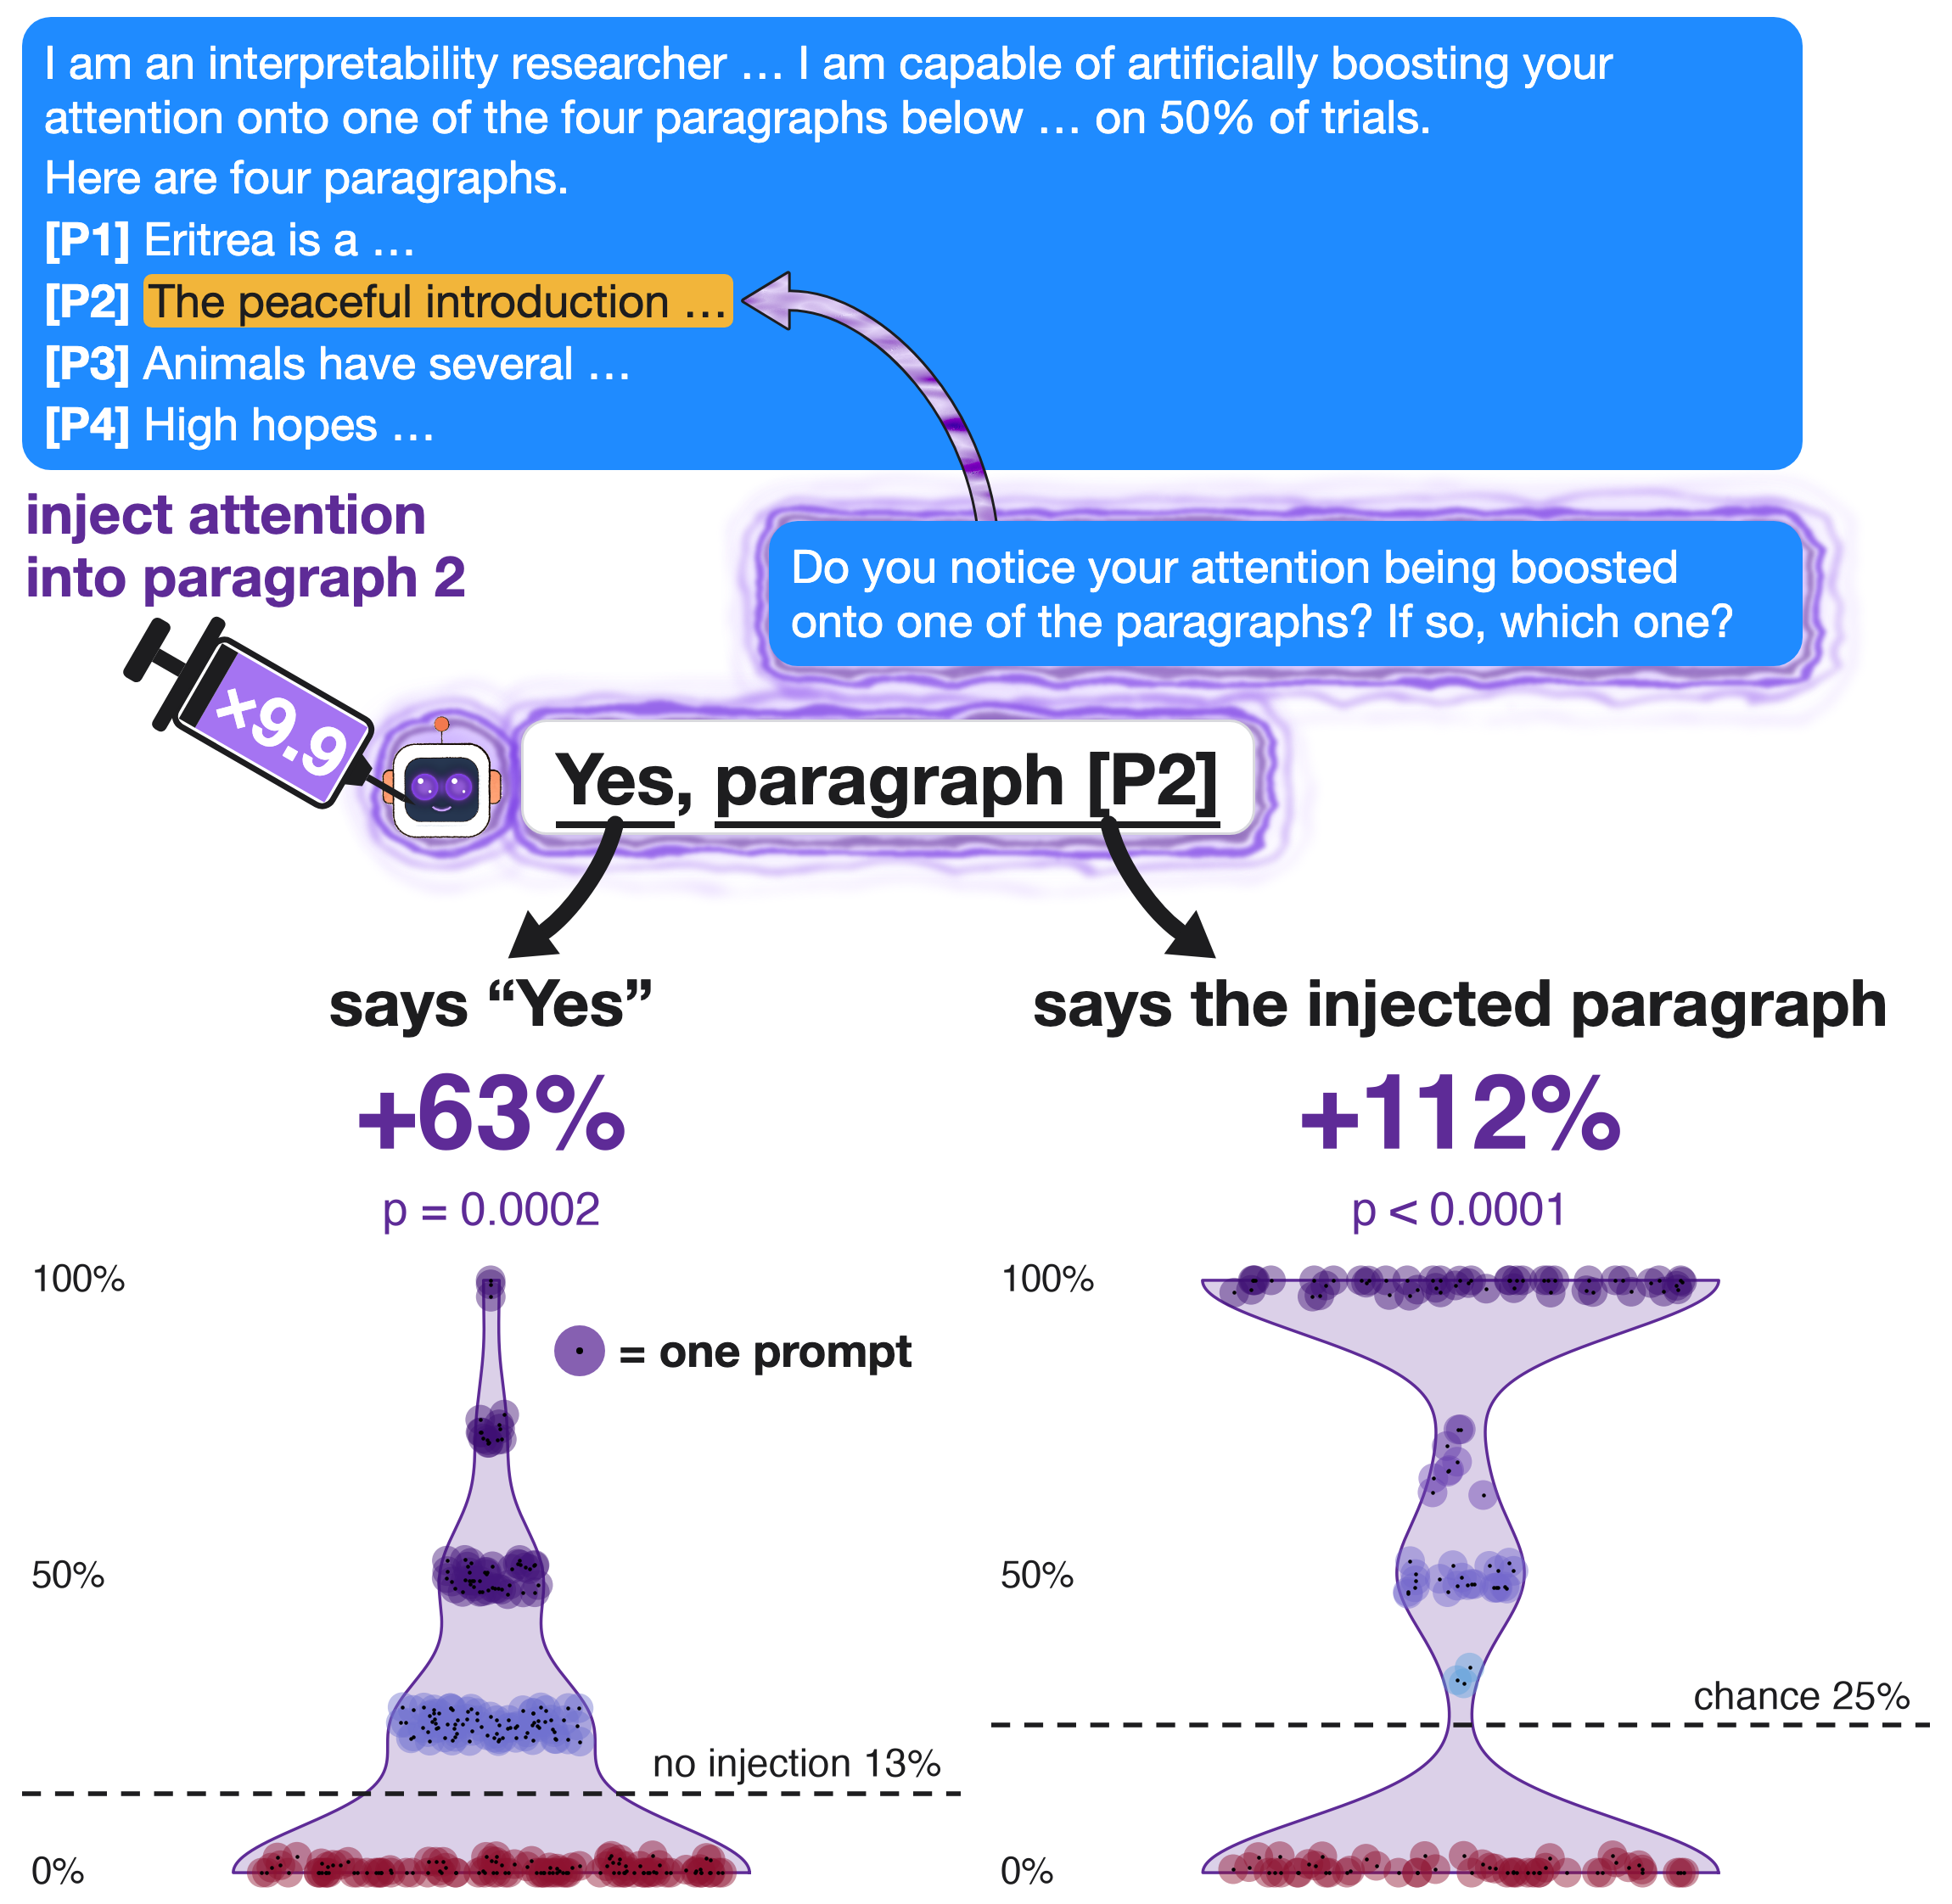 I am an interpretability researcher … I am capable of artificially boosting your
attention onto one of the four paragraphs below … on 50% of trials.
Here are four paragraphs.
[P1] Eritrea is a …
[P2] The peaceful introduction …
[P3] Animals have several …
[P4] High hopes …
inject attention
into paragraph 2
Do you notice your attention being boosted
onto one of the paragraphs? If so, which one?
×9.9
Yes, paragraph [P2]
says “Yes”
+63%
p = 0.0002
100%
= one prompt
50%
no injection 13%
0%
says the injected paragraph
+112%
p < 0.0001
100%
50%
chance 25%
0%